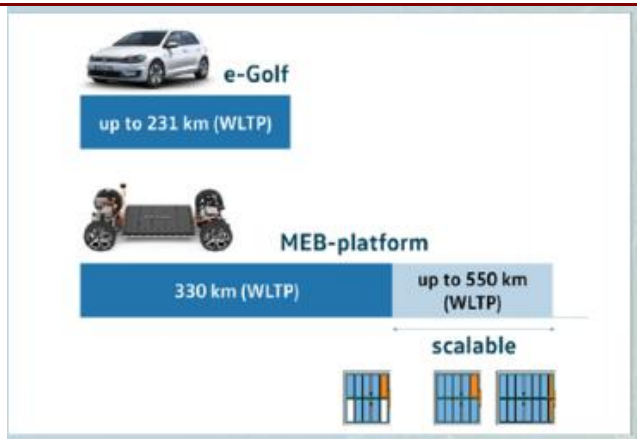 e-Golf
up to 231 km (WLTP)
MEB-platform
330 km (WLTP)
up to 550 km
(WLTP)
scalable